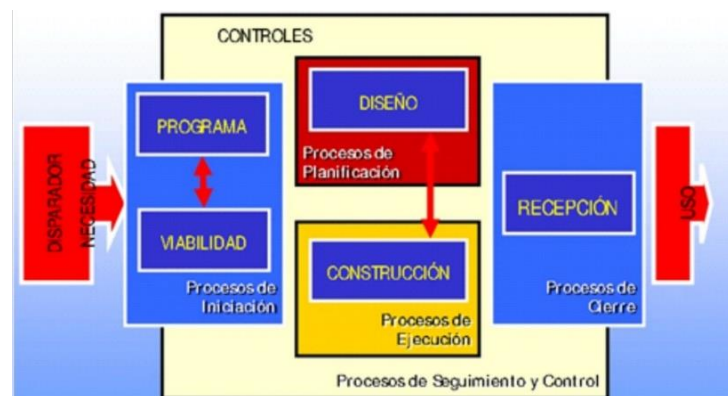 CONTROLES
DISPARADOR
NECESIDAD
PROGRAMA
VIABILIDAD
Procesos de
Iniciación
DISEÑO
Procesos de
Planificación
CONSTRUCCIÓN
Procesos de
Ejecución
RECEPCIÓN
Procesos de
Cierre
USO
Procesos de Seguimiento y Control